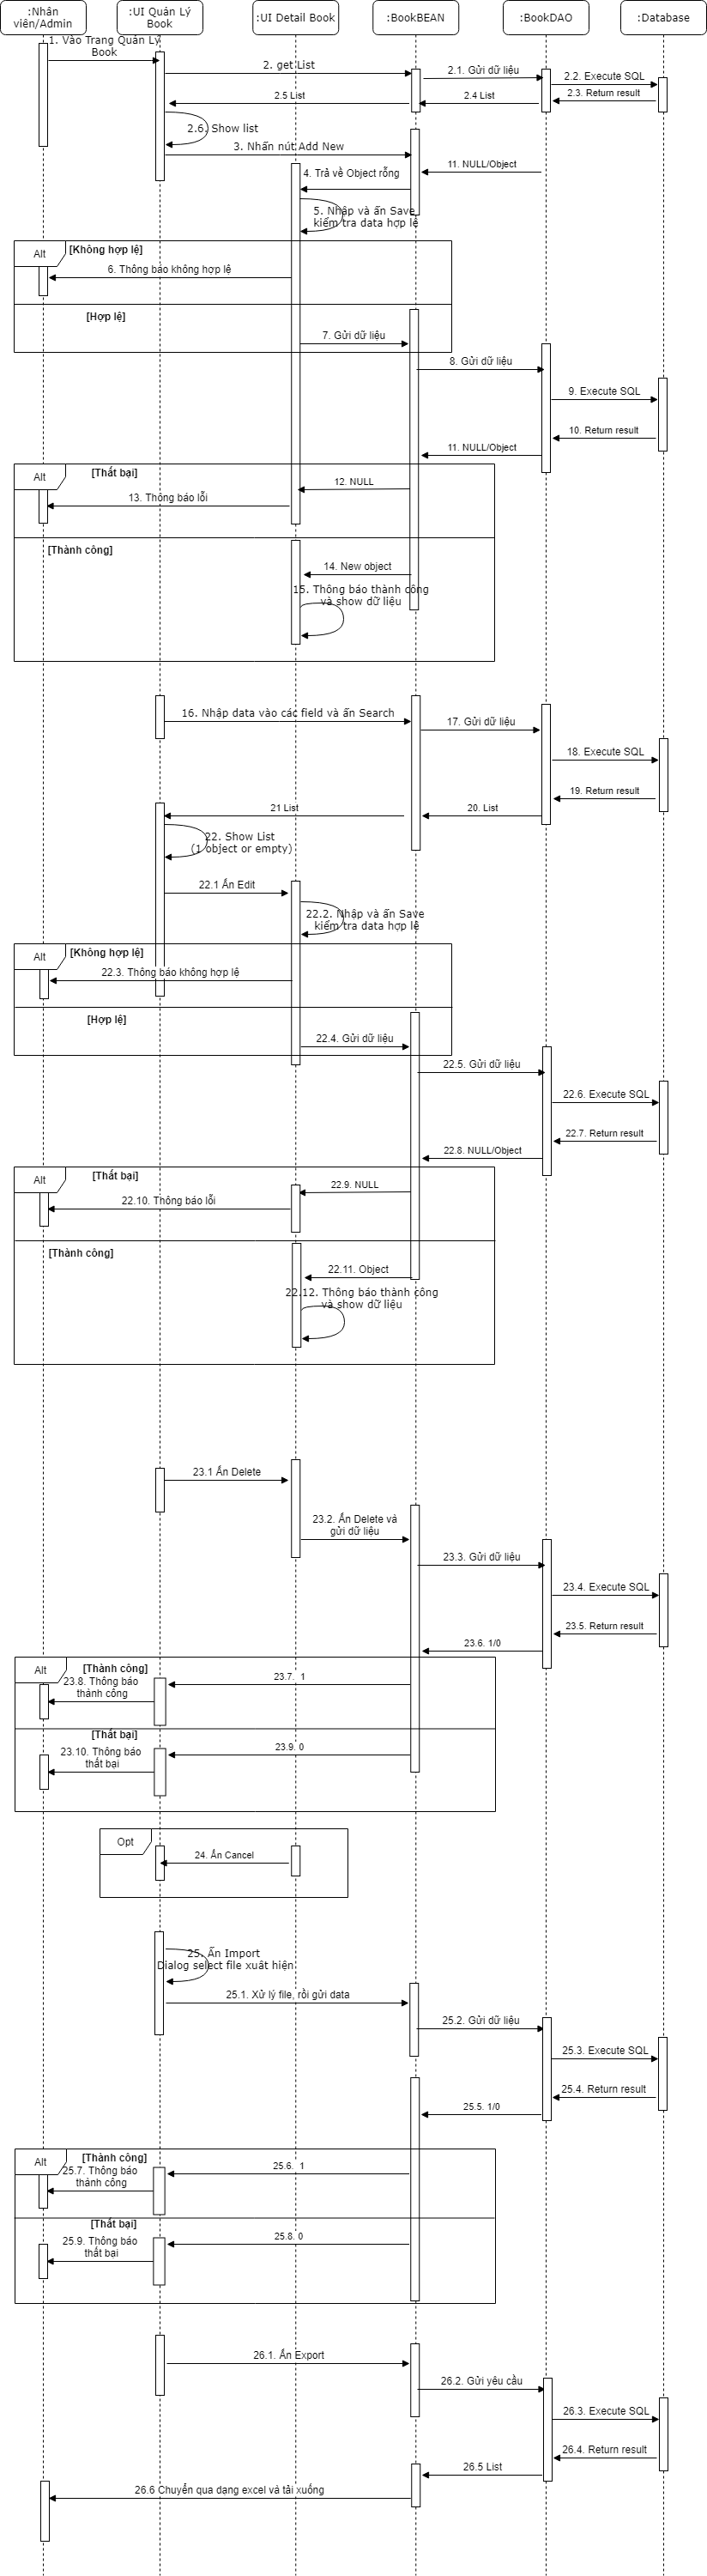 :Nhân
viên/Admin
:UI Quản Lý
Book
:UI Detail Book
:BookBEAN
:BookDAO
:Database
1. Vào Trang Quản Lý
Book
2. get List
2.1. Gửi dữ liệu
2.2. Execute SQL
2.3. Return result
2.4 List
2.5 List
2.6. Show list
3. Nhấn nút Add New
11. NULL/Object
4. Trả về Object rỗng
5. Nhập và ấn Save
kiểm tra data hợp lệ
Alt
[Không hợp lệ]
6. Thông báo không hợp lệ
[Hợp lệ]
7. Gửi dữ liệu
8. Gửi dữ liệu
9. Execute SQL
10. Return result
11. NULL/Object
Alt
[Thất bại]
12. NULL
13. Thông báo lỗi
[Thành công]
14. New object
15. Thông báo thành công
và show dữ liệu
16. Nhập data vào các field và ấn Search
17. Gửi dữ liệu
18. Execute SQL
19. Return result
20. List
21 List
22. Show List
(1 object or empty)
22.1 Ấn Edit
22.2. Nhập và ấn Save
kiểm tra data hợp lệ
Alt
[Không hợp lệ]
22.3. Thông báo không hợp lệ
[Hợp lệ]
22.4. Gửi dữ liệu
22.5. Gửi dữ liệu
22.6. Execute SQL
22.7. Return result
22.8. NULL/Object
Alt
[Thất bại]
22.9. NULL
22.10. Thông báo lỗi
[Thành công]
22.11. Object
22.12. Thông báo thành công
và show dữ liệu
23.1 Ấn Delete
23.2. Ấn Delete và
gửi dữ liệu
23.3. Gửi dữ liệu
23.4. Execute SQL
23.5. Return result
23.6. 1/0
Alt
[Thành công]
23.7. 1
23.8. Thông báo
thành công
[Thất bại]
23.9. 0
23.10. Thông báo
thất bại
Opt
24. Ấn Cancel
25. Ấn Import
Dialog select file xuất hiện
25.1. Xử lý file, rồi gửi data
25.2. Gửi dữ liệu
25.3. Execute SQL
25.4. Return result
25.5. 1/0
Alt
[Thành công]
25.6. 1
25.7. Thông báo
thành công
[Thất bại]
25.8. 0
25.9. Thông báo
thất bại
26.1. Ấn Export
26.2. Gửi yêu cầu
26.3. Execute SQL
26.4. Return result
26.5 List
26.6 Chuyển qua dạng excel và tải xuống